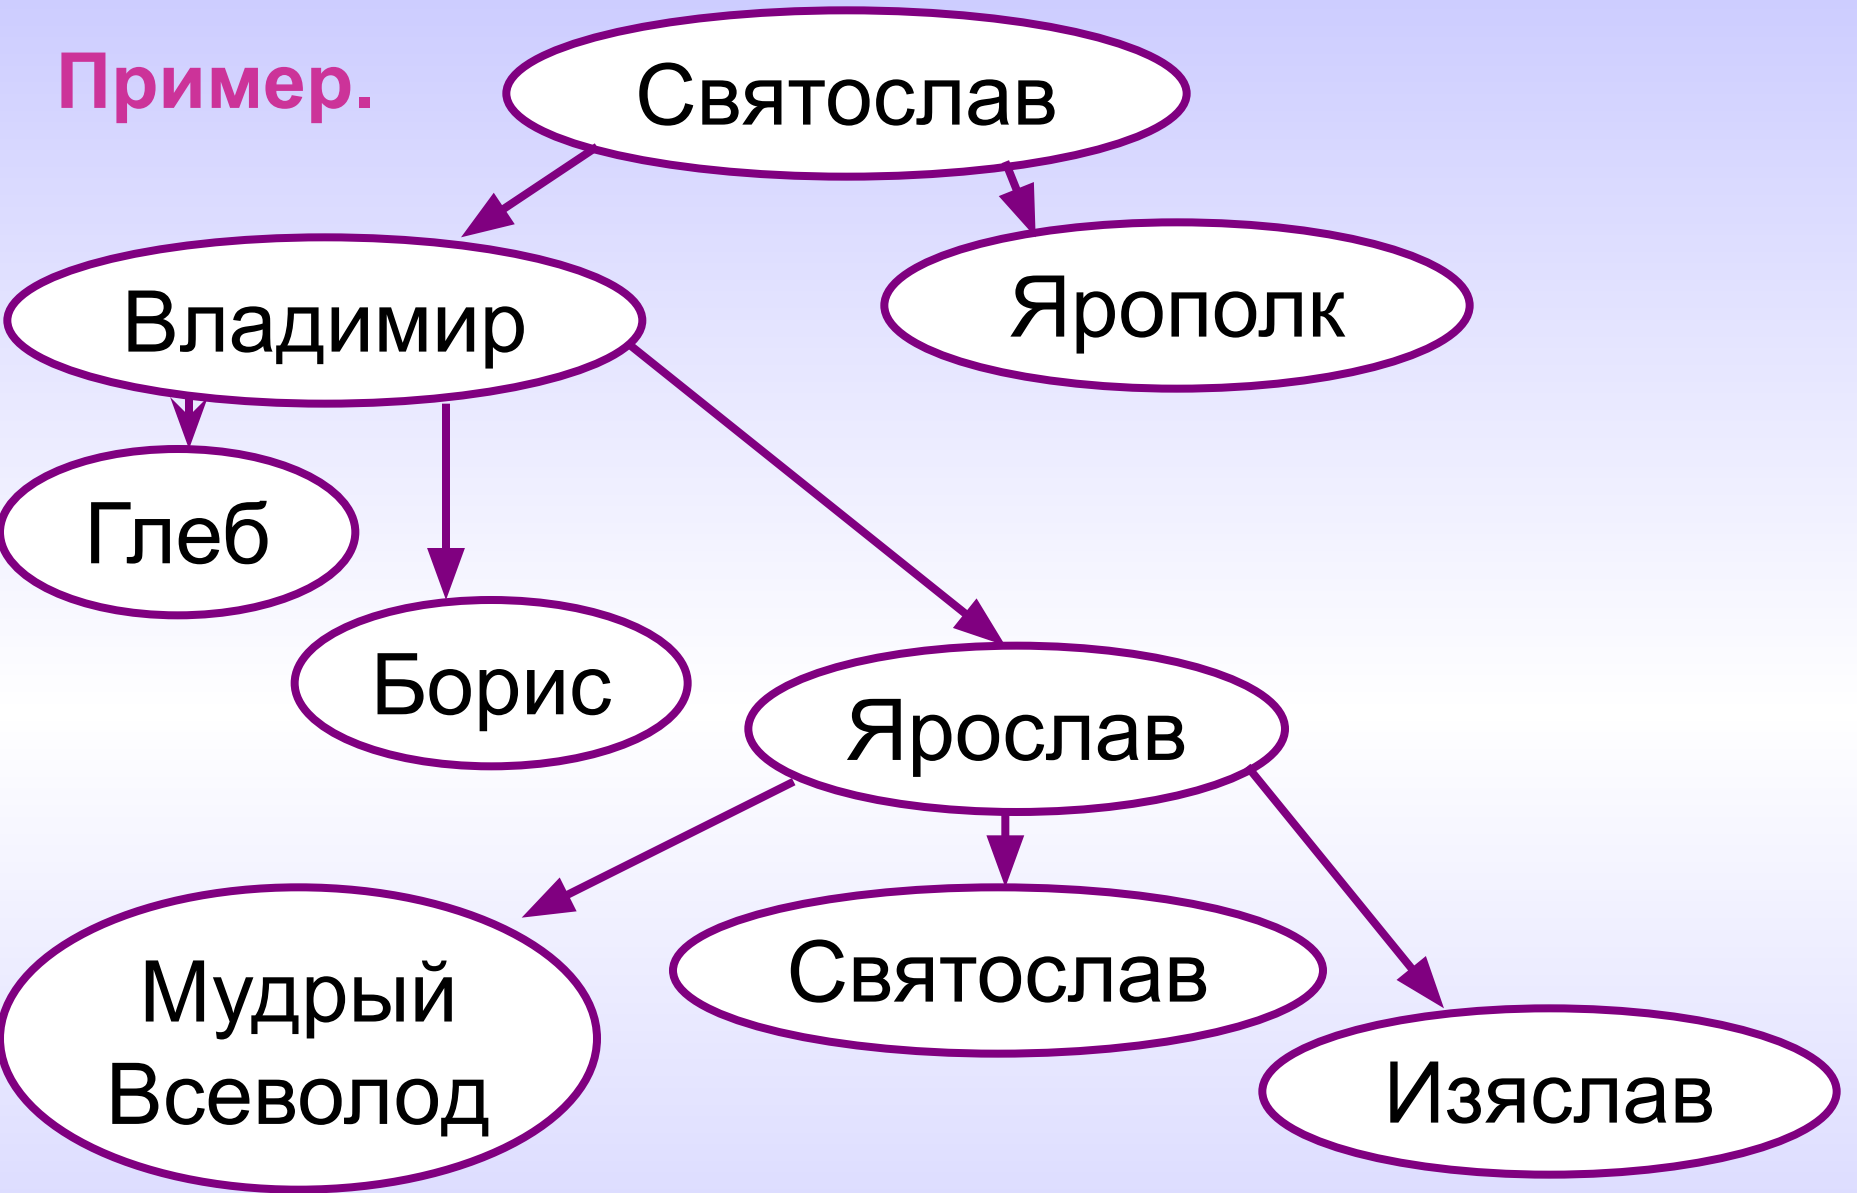 Пример.
Святослав
Владимир
Ярополк
Глеб
Борис
Ярослав
Мудрый
Всеволод
Святослав
Изяслав